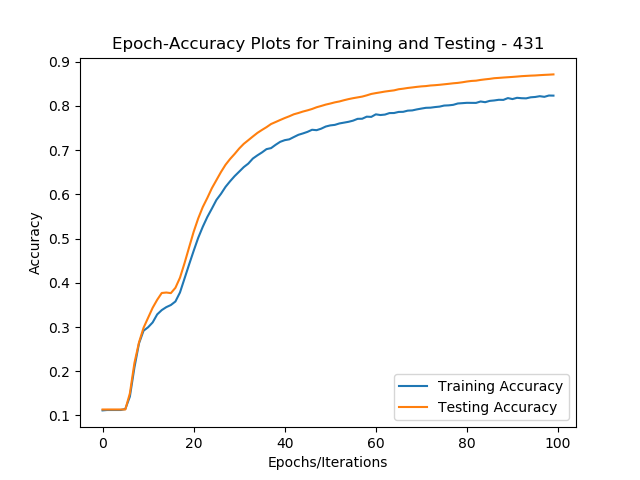 Epoch-Accuracy Plots for Training and Testing - 431
0.9
0.8
0.7
0.6
0.5
0.4
0.3
0.2
0.1
Accuracy
0 20 40 60 80 100
Epochs/Iterations
Training Accuracy
Testing Accuracy